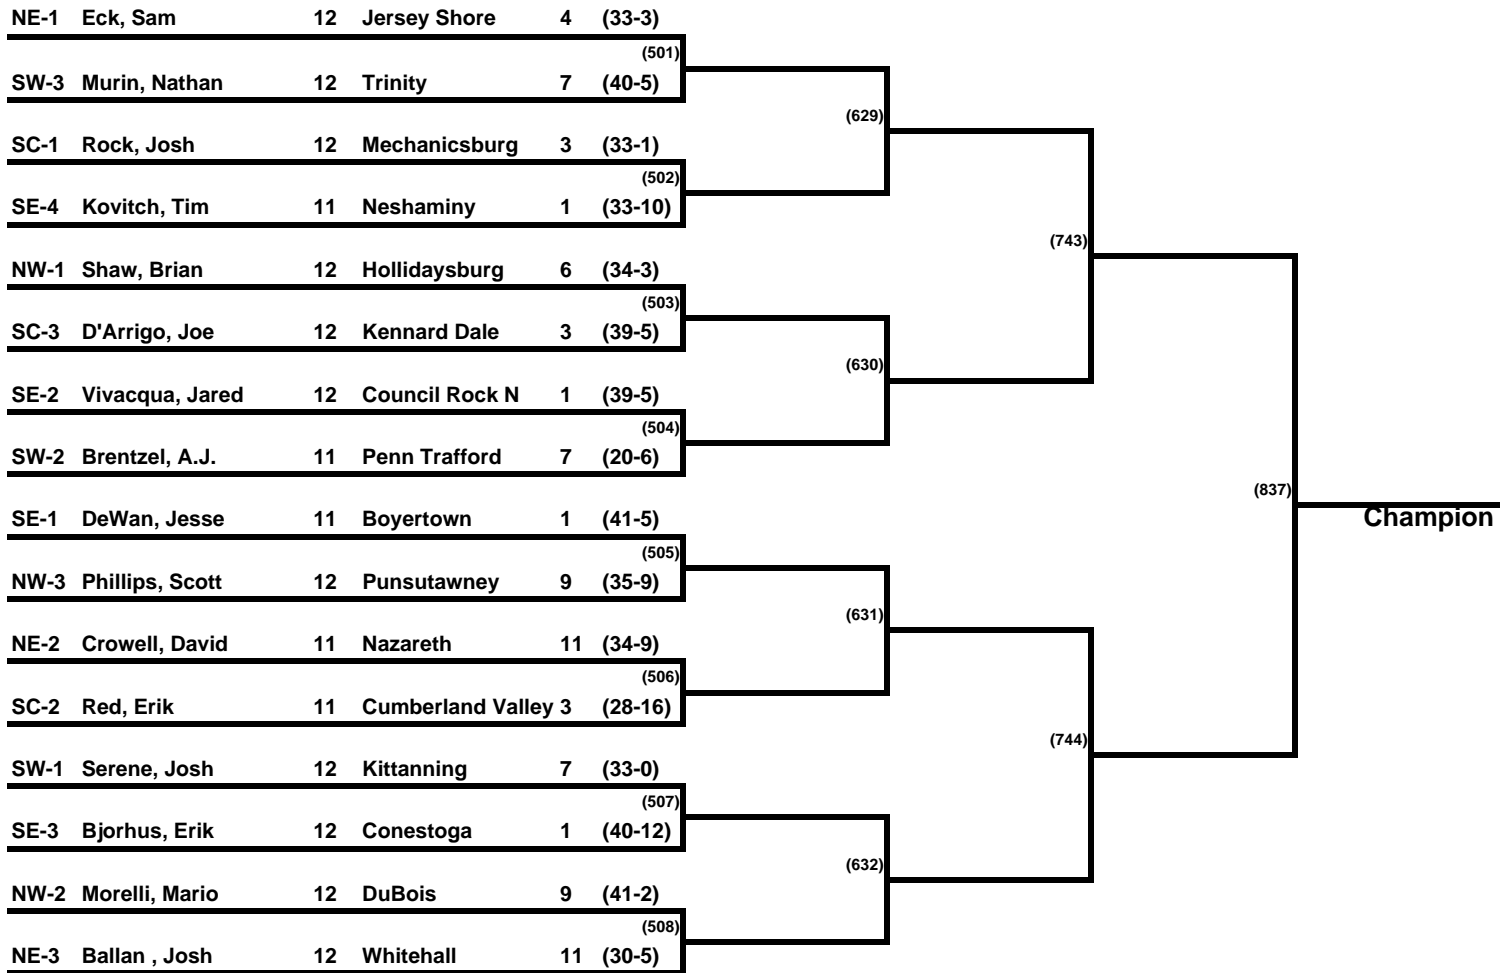 NE-1 Eck, Sam 12 Jersey Shore 4 (33-3)
(501)
SW-3 Murin, Nathan 12 Trinity 7 (40-5)
(629)
SC-1 Rock, Josh 12 Mechanicsburg 3 (33-1)
(502)
SE-4 Kovitch, Tim 11 Neshaminy 1 (33-10)
(743)
NW-1 Shaw, Brian 12 Hollidaysburg 6 (34-3)
(503)
SC-3 D'Arrigo, Joe 12 Kennard Dale 3 (39-5)
(630)
SE-2 Vivacqua, Jared 12 Council Rock N 1 (39-5)
(504)
SW-2 Brentzel, A.J. 11 Penn Trafford 7 (20-6)
(837)
SE-1 DeWan, Jesse 11 Boyertown 1 (41-5)
Champion
(505)
NW-3 Phillips, Scott 12 Punsutawney 9 (35-9)
(631)
NE-2 Crowell, David 11 Nazareth 11 (34-9)
(506)
SC-2 Red, Erik 11 Cumberland Valley 3 (28-16)
(744)
SW-1 Serene, Josh 12 Kittanning 7 (33-0)
(507)
SE-3 Bjorhus, Erik 12 Conestoga 1 (40-12)
(632)
NW-2 Morelli, Mario 12 DuBois 9 (41-2)
(508)
NE-3 Ballan , Josh 12 Whitehall 11 (30-5)